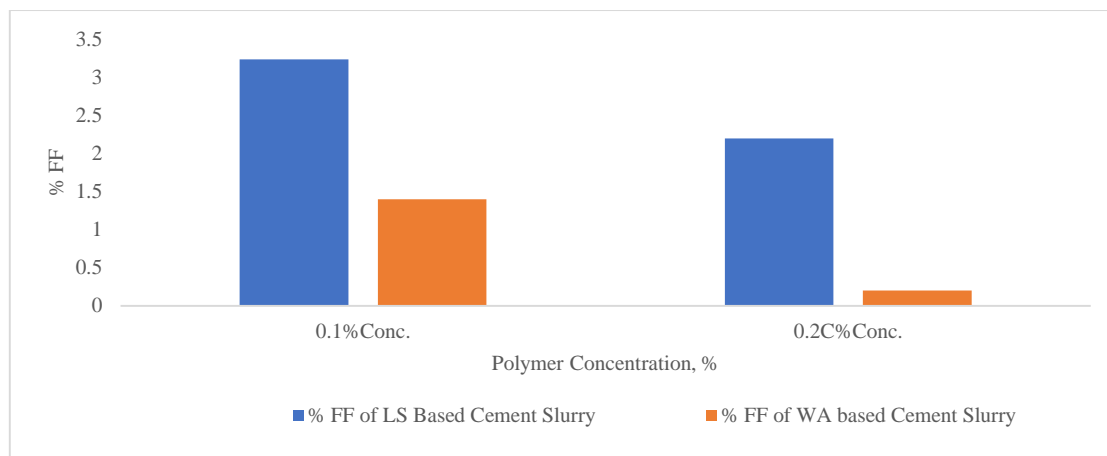 3.5
3
2.5
2
1.5
1
0.5
0
% FF
0.1%Conc.
0.2C%Conc.
Polymer Concentration, %
% FF of LS Based Cement Slurry
% FF of WA based Cement Slurry